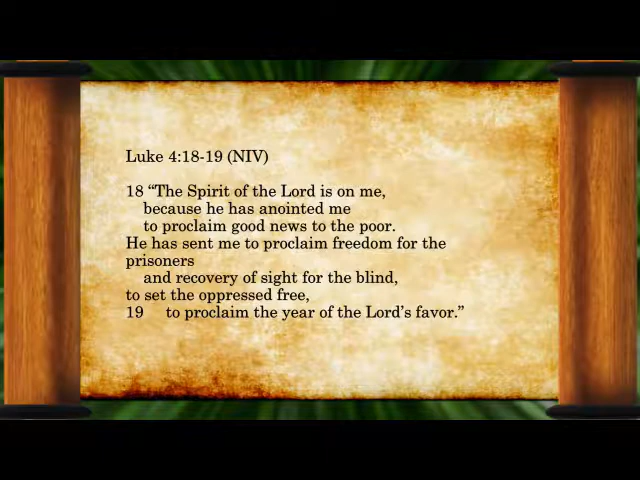 Luke 4:18-19 (NIV)
18 “The Spirit of the Lord is on me,
because he has anointed me
to proclaim good news to the poor.
He has sent me to proclaim freedom for the
prisoners
and recovery of sight for the blind,
to set the oppressed free,
19 to proclaim the year of the Lord’s favor.”